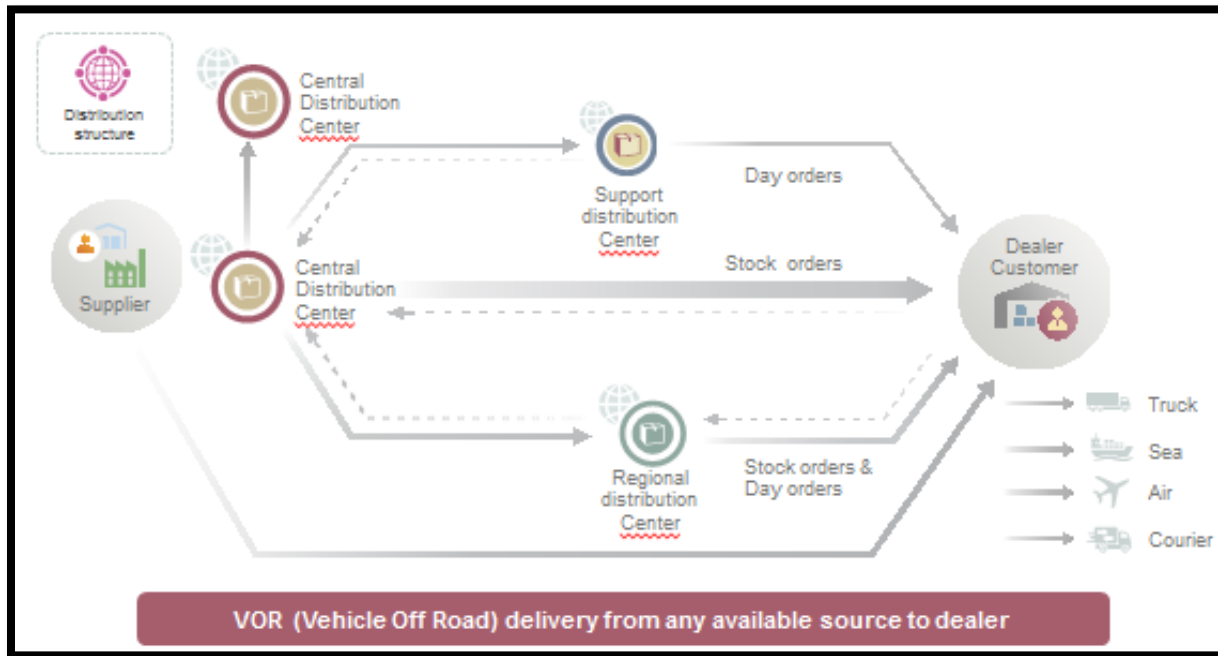 Distribution
structure
Central
Distribution
Center
Support
distribution
Center
Day orders
Supplier
Central
Distribution
Center
Stock orders
Dealer
Customer
Regional
distribution
Center
Stock orders &
Day orders
Truck
Sea
Air
Courier
VOR (Vehicle Off Road) delivery from any available source to dealer